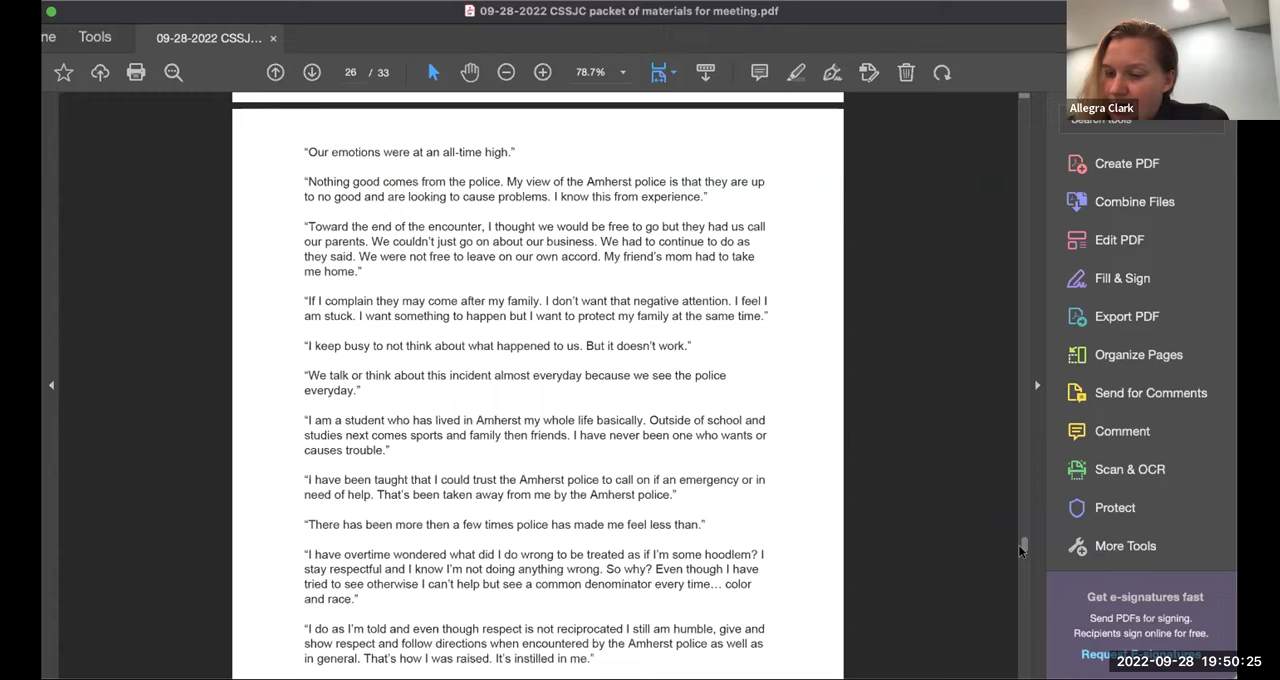 09-28-2022 CSSJC packet of materials for meeting.pdf
ne Tools 09-28-2022 CSSJ... ×
26 / 33 78.7%
Allegra Clark
"Our emotions were at an all-time high."
"Nothing good comes from the police. My view of the Amherst police is that they are up
to no good and are looking to cause problems. I know this from experience."
"Toward the end of the encounter, I thought we would be free to go but they had us call
our parents. We couldn't just go on about our business. We had to continue to do as
they said. We were not free to leave on our own accord. My friend's mom had to take
me home."
"If I complain they may come after my family. I don't want that negative attention. I feel I
am stuck. I want something to happen but I want to protect my family at the same time."
"I keep busy to not think about what happened to us. But it doesn't work."
"We talk or think about this incident almost everyday because we see the police
everyday."
"I am a student who has lived in Amherst my whole life basically. Outside of school and
studies next comes sports and family then friends. I have never been one who wants or
causes trouble."
"I have been taught that I could trust the Amherst police to call on if an emergency or in
need of help. That's been taken away from me by the Amherst police."
"There has been more then a few times police has made me feel less than."
"I have overtime wondered what did I do wrong to be treated as if I'm some hoodlem? I
stay respectful and I know I'm not doing anything wrong. So why? Even though I have
tried to see otherwise I can't help but see a common denominator every time... color
and race."
"I do as I'm told and even though respect is not reciprocated I still am humble, give and
show respect and follow directions when encountered by the Amherst police as well as
in general. That's how I was raised. It's instilled in me."
Create PDF
Combine Files
Edit PDF
Fill & Sign
Export PDF
Organize Pages
Send for Comments
Comment
Scan & OCR
Protect
More Tools
Get e-signatures fast
Send PDFs for signing.
Recipients sign online for free.
2022-09-28 19:50:25